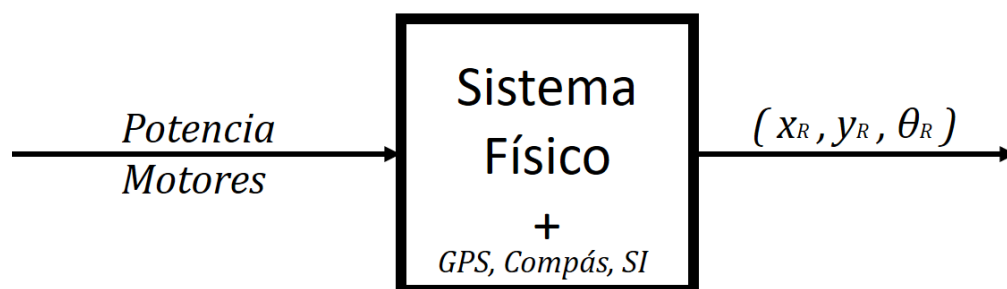 Potencia
Motores
Sistema
Físico
+
GPS, Compás, SI
( xR , yR , θR )